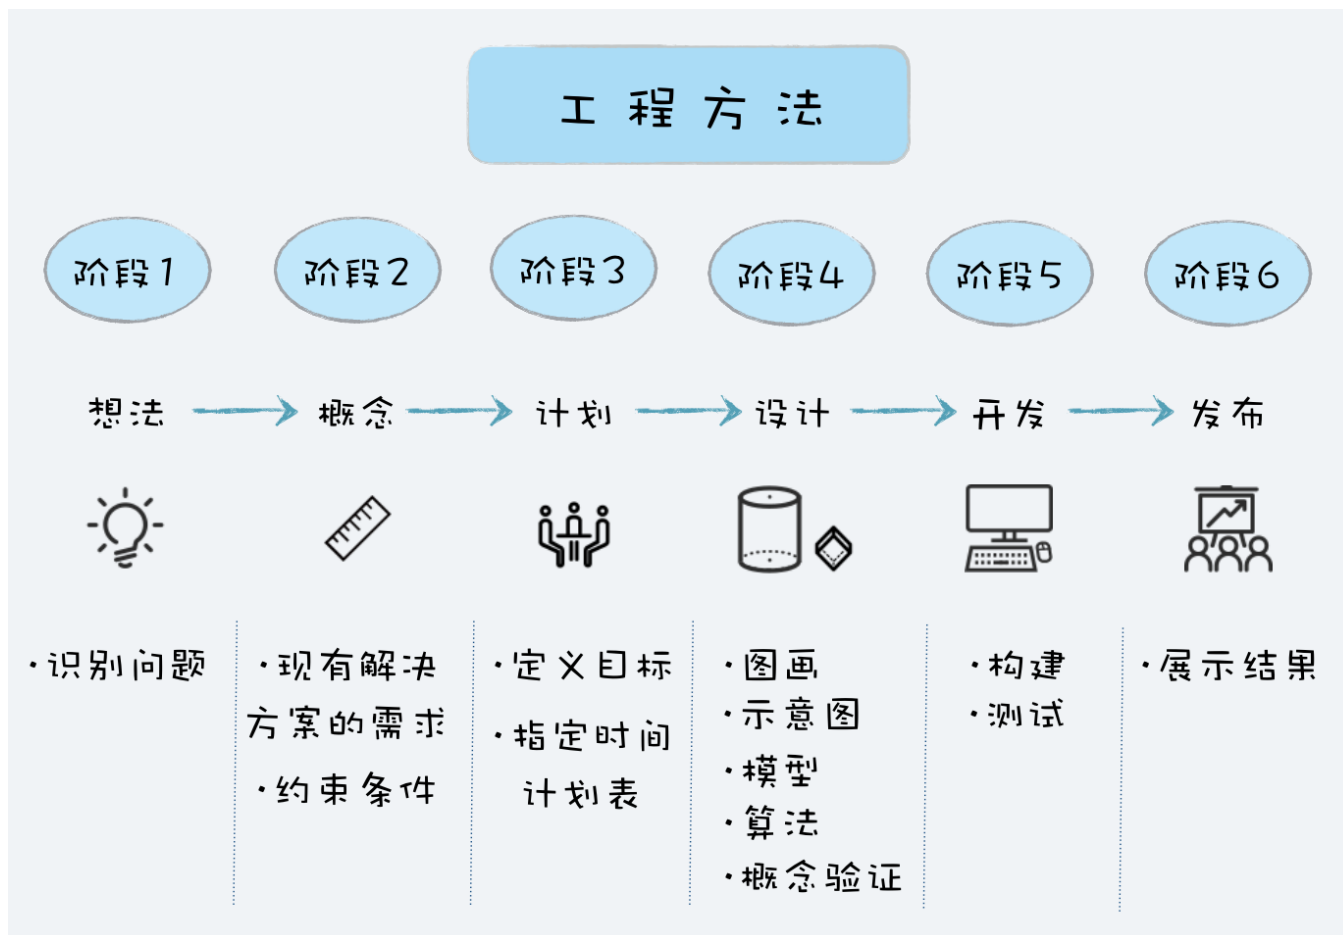 工程方法
阶段1
阶段2
阶段3
阶段4
阶段5
阶段6
想法
概念
计划
设计
开发
发布
·识别问题
·现有解决
方案的需求
·约束条件
·定义目标
·指定时间
计划表
·图画
·示意图
·模型
·算法
·概念验证
·构建
·测试
·展示结果